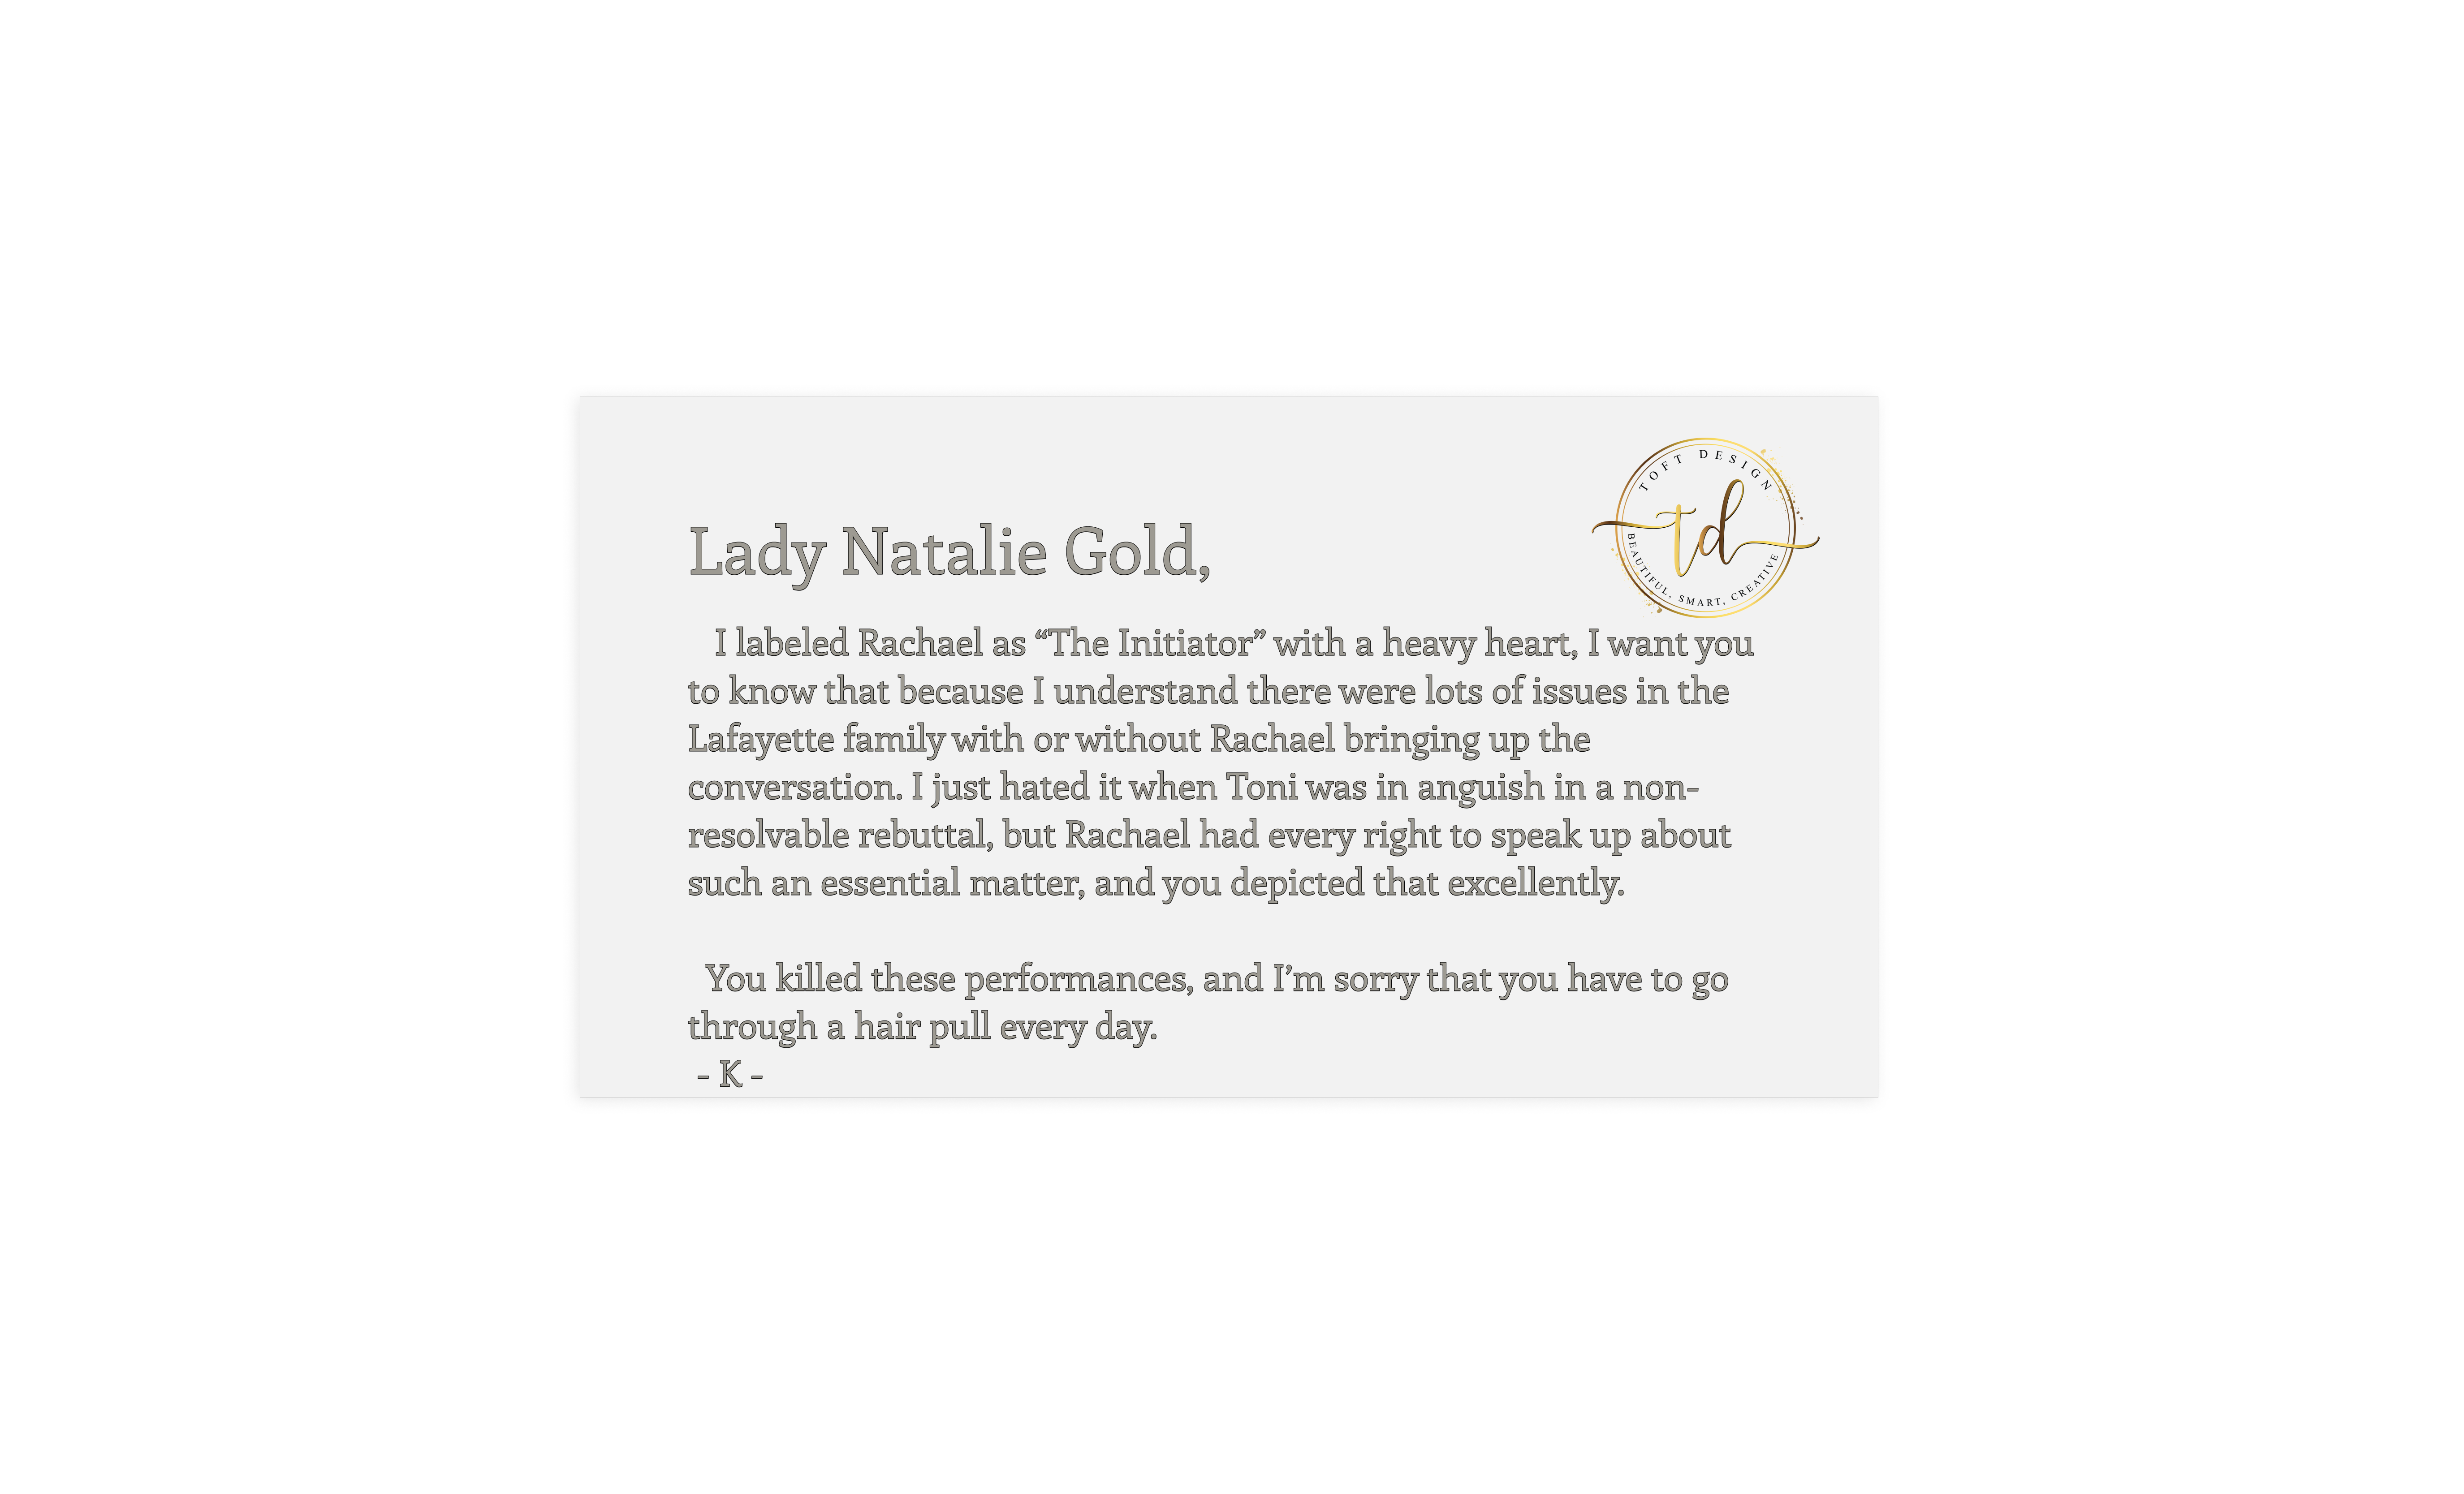 TOFT DESIGN
td
BEAUTIFUL, SMART, CREATIVE
Lady Natalie Gold,
I labeled Rachael as “The Initiator” with a heavy heart, I want you
to know that because I understand there were lots of issues in the
Lafayette family with or without Rachael bringing up the
conversation. I just hated it when Toni was in anguish in a non-
resolvable rebuttal, but Rachael had every right to speak up about
such an essential matter, and you depicted that excellently.
You killed these performances, and I’m sorry that you have to go
through a hair pull every day.
- K -